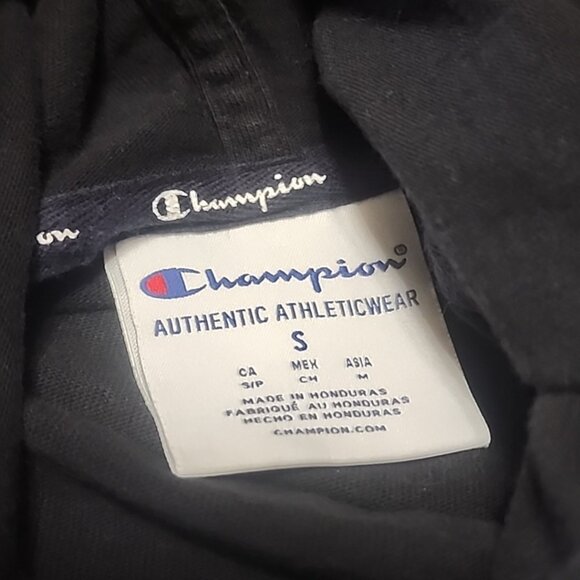 Champion
on
Champion®
AUTHENTIC ATHLETICWEAR
S
CA MEX ASIA
S/P CH M
MADE IN HONDURAS
FABRIQUÉ AU HONDURAS
HECHO EN HONDURAS
CHAMPION.COM